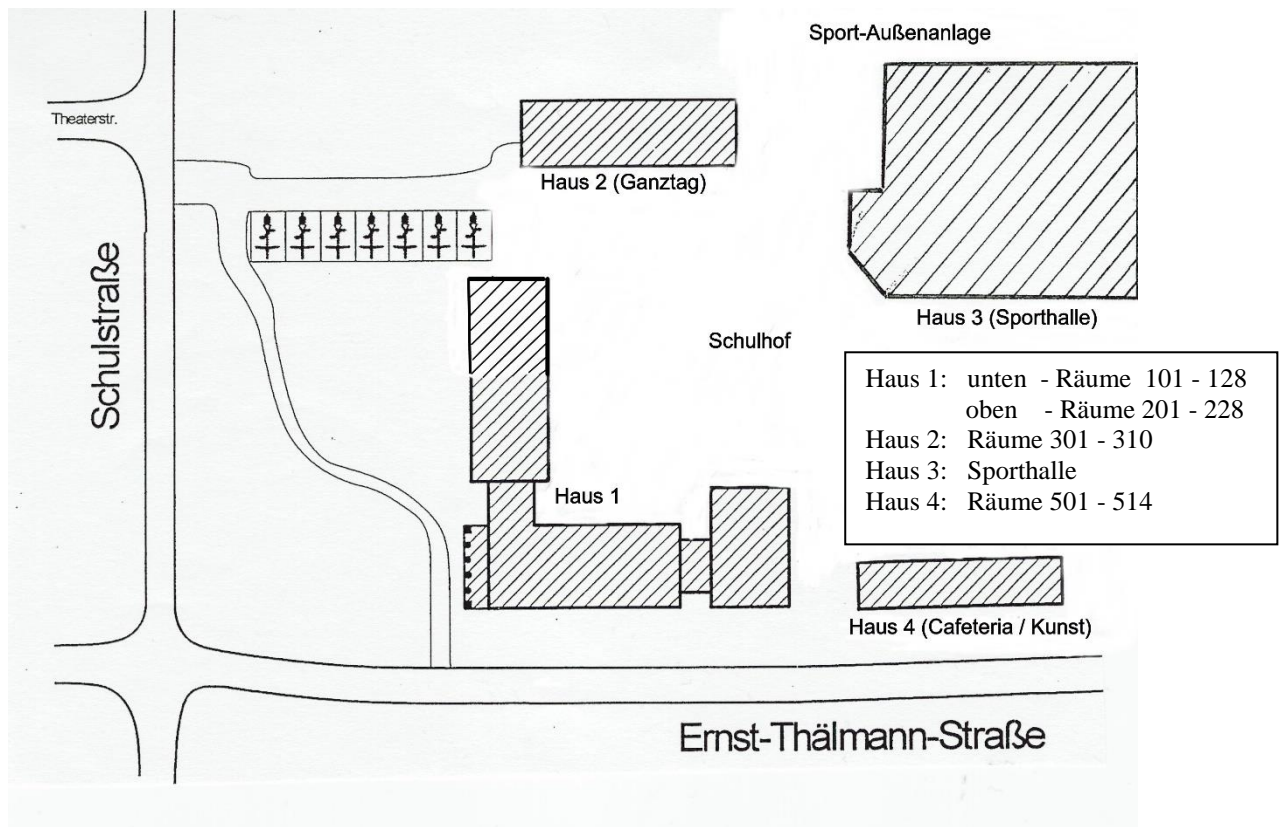 Sport-Außenanlage
Theaterstr.
Haus 2 (Ganztag)
Schulstraße
Haus 3 (Sporthalle)
Schulhof
Haus 1: unten - Räume 101 - 128
oben - Räume 201 - 228
Haus 2: Räume 301 - 310
Haus 3: Sporthalle
Haus 4: Räume 501 - 514
Haus 1
Haus 4 (Cafeteria / Kunst)
Ernst-Thälmann-Straße